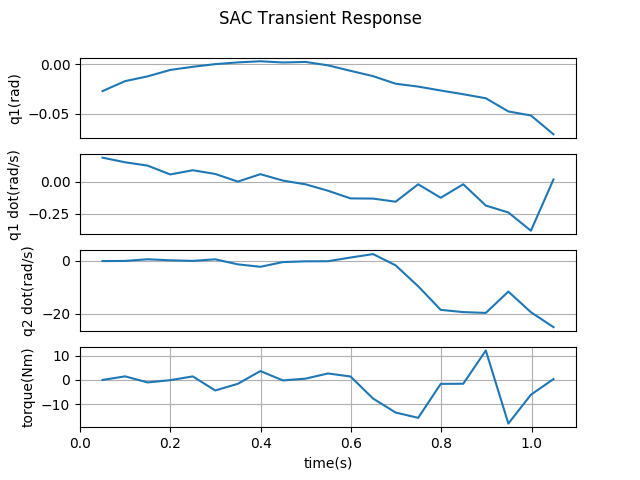 SAC Transient Response
q1(rad)
0.00
−0.05
q1 dot(rad/s)
0.00
−0.25
q2 dot(rad/s)
0
−20
torque(Nm)
10
0
−10
0.0 0.2 0.4 0.6 0.8 1.0
time(s)